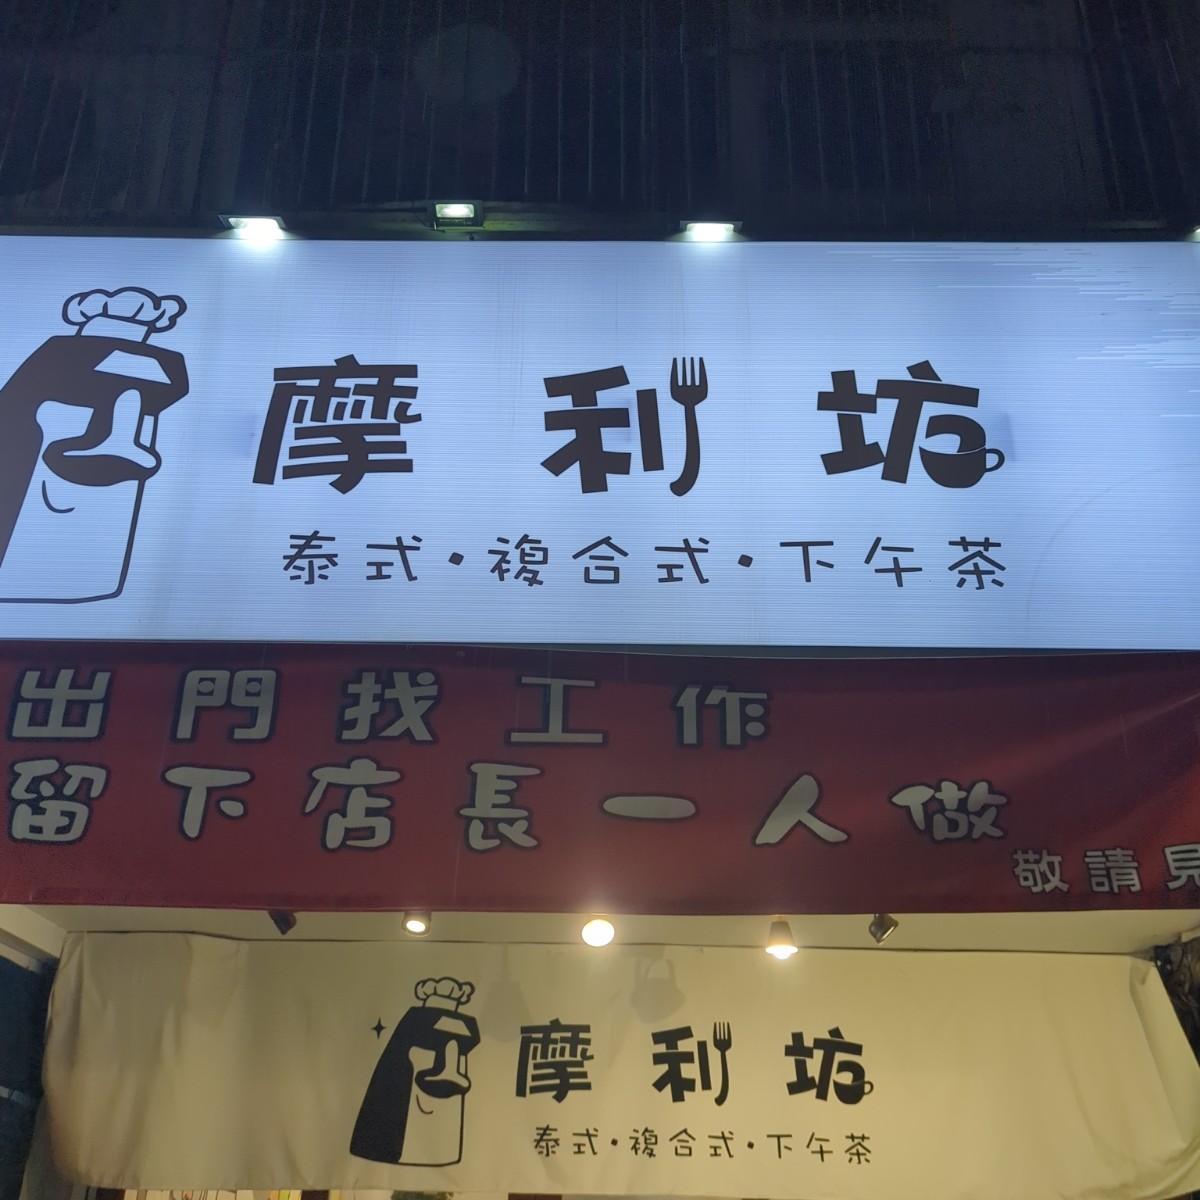 摩利坊
泰式·複合式·下午茶
出門找工作
留下店長一人做
敬請見
摩利坊
泰式·複合式·下午茶